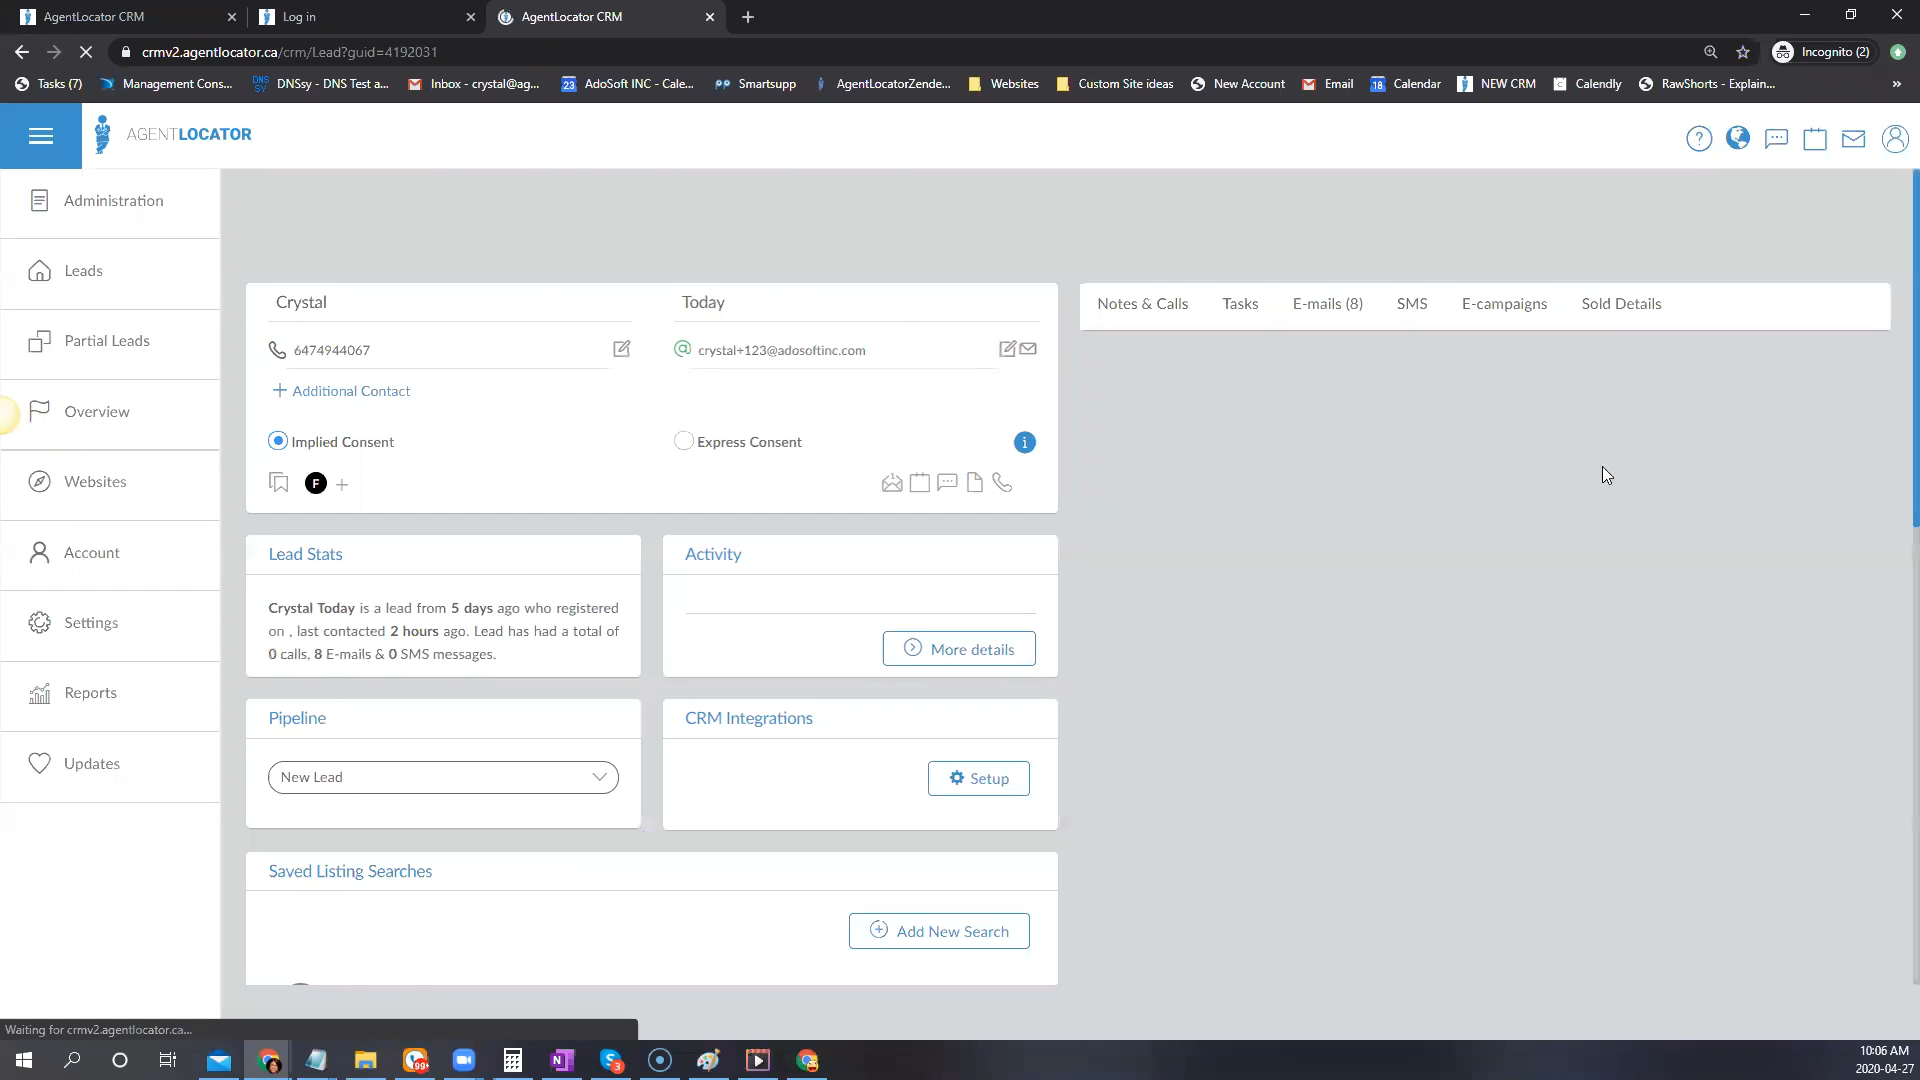 AgentLocator CRM
Log in
AgentLocator CRM
crmv2.agentlocator.ca/crm/Lead?guid=4192031
Incognito (2)
Tasks (7)
Management Cons...
DNS SY
DNSsy - DNS Test a...
Inbox - crystal@ag...
23
AdoSoft INC - Cale...
Smartsupp
AgentLocatorZende...
Websites
Custom Site ideas
New Account
Email
18
Calendar
NEW CRM
Calendly
RawShorts - Explain...
»
AGENTLOCATOR
?
Administration
Leads
Partial Leads
Overview
Websites
Account
Settings
Reports
Updates
Crystal
Today
6474944067
@
crystal+123@adosoftinc.com
+ Additional Contact
Implied Consent
Express Consent
i
F
+
Notes & Calls
Tasks
E-mails (8)
SMS
E-campaigns
Sold Details
Lead Stats
Crystal Today is a lead from 5 days ago who registered
on , last contacted 2 hours ago. Lead has had a total of
0 calls, 8 E-mails & 0 SMS messages.
Activity
More details
Pipeline
New Lead
CRM Integrations
Setup
Saved Listing Searches
Add New Search
Waiting for crmv2.agentlocator.ca...
99+
N
S
3
10:06 AM
2020-04-27